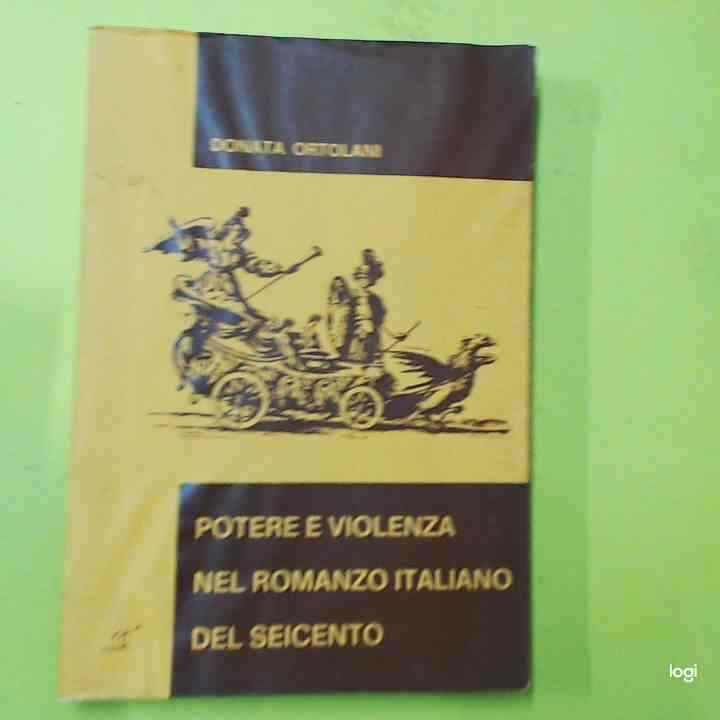 DONATA ORTOLANI
POTERE E VIOLENZA
NEL ROMANZO ITALIANO
DEL SEICENTO
logi